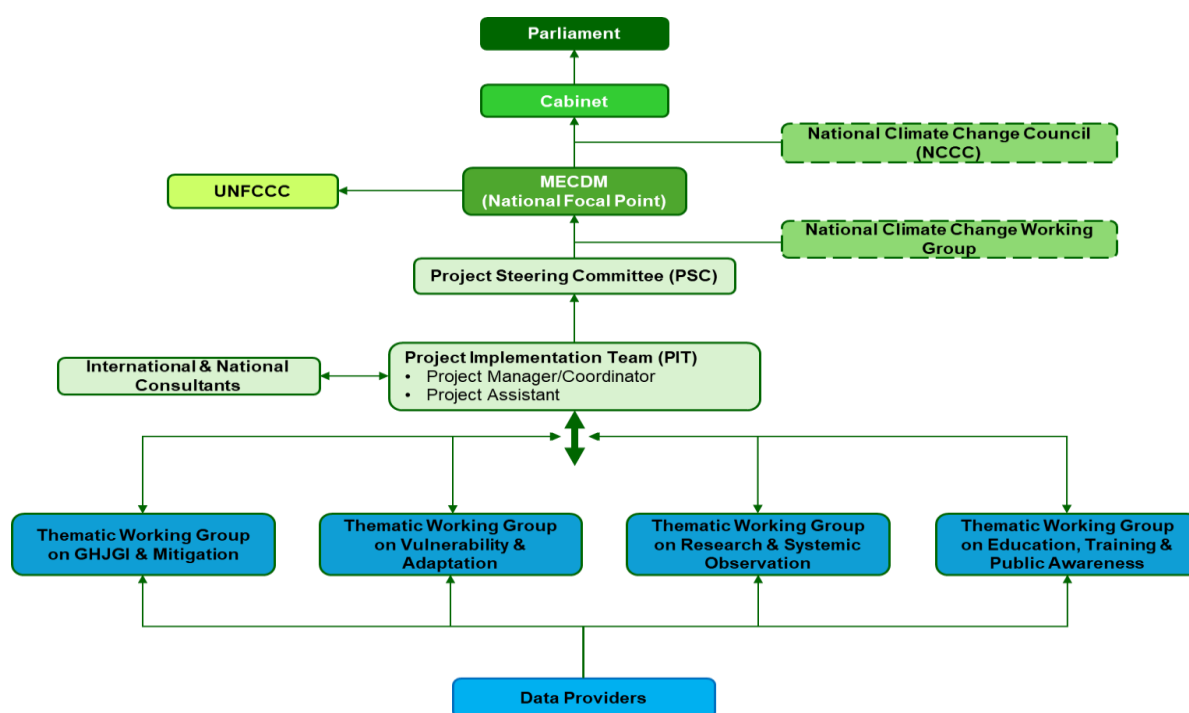 Parliament
Cabinet
National Climate Change Council
(NCCC)
UNFCCC
MECDM
(National Focal Point)
National Climate Change Working
Group
Project Steering Committee (PSC)
International & National
Consultants
Project Implementation Team (PIT)
• Project Manager/Coordinator
• Project Assistant
Thematic Working Group
on GHJGI & Mitigation
Thematic Working Group
on Vulnerability &
Adaptation
Thematic Working Group
on Research & Systemic
Observation
Thematic Working Group
on Education, Training &
Public Awareness
Data Providers